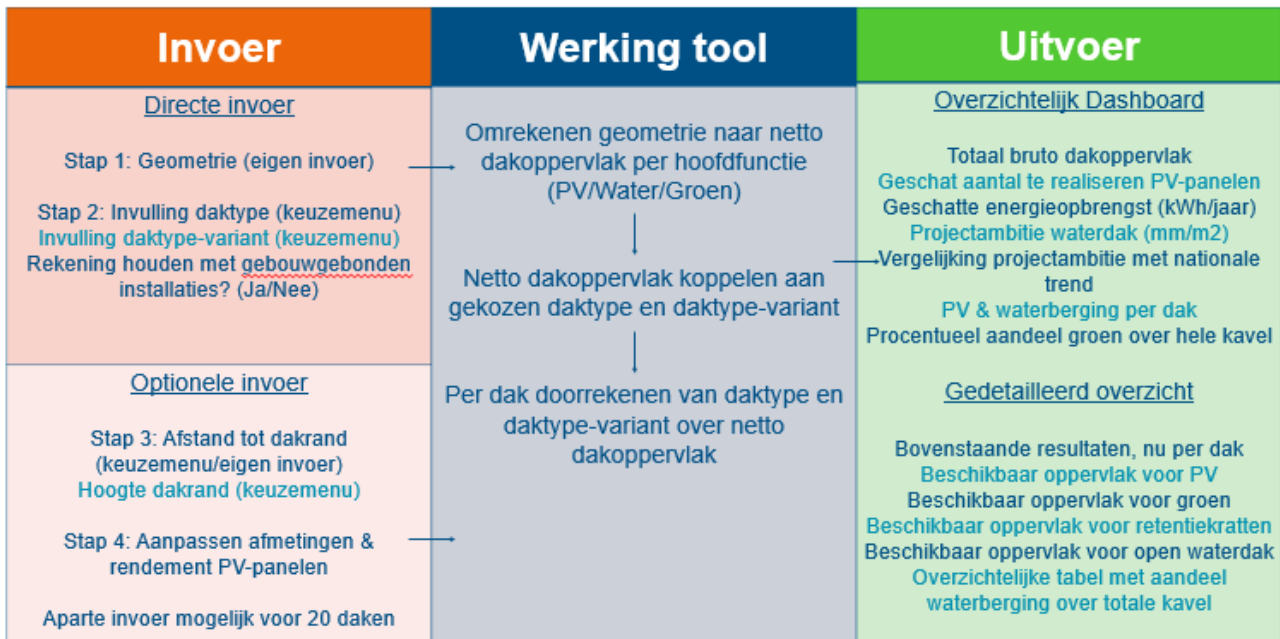 Invoer
Directe invoer
Stap 1: Geometrie (eigen invoer)
Stap 2: Invulling daktype (keuzemenu)
Invulling daktype-variant (keuzemenu)
Rekening houden met gebouwgebonden
installaties? (Ja/Nee)
Optionele invoer
Stap 3: Afstand tot dakrand
(keuzemenu/eigen invoer)
Hoogte dakrand (keuzemenu)
Stap 4: Aanpassen afmetingen &
rendement PV-panelen
Aparte invoer mogelijk voor 20 daken
Werking tool
Omrekenen geometrie naar netto
dakoppervlak per hoofdfunctie
(PV/Water/Groen)
Netto dakoppervlak koppelen aan
gekozen daktype en daktype-variant
Per dak doorrekenen van daktype en
daktype-variant over netto
dakoppervlak
Uitvoer
Overzichtelijk Dashboard
Totaal bruto dakoppervlak
Geschat aantal te realiseren PV-panelen
Geschatte energieopbrengst (kWh/jaar)
Projectambitie waterdak (mm/m2)
Vergelijking projectambitie met nationale
trend
PV & waterberging per dak
Procentueel aandeel groen over hele kavel
Gedetailleerd overzicht
Bovenstaande resultaten, nu per dak
Beschikbaar oppervlak voor PV
Beschikbaar oppervlak voor groen
Beschikbaar oppervlak voor retentiekratten
Beschikbaar oppervlak voor open waterdak
Overzichtelijke tabel met aandeel
waterberging over totale kavel